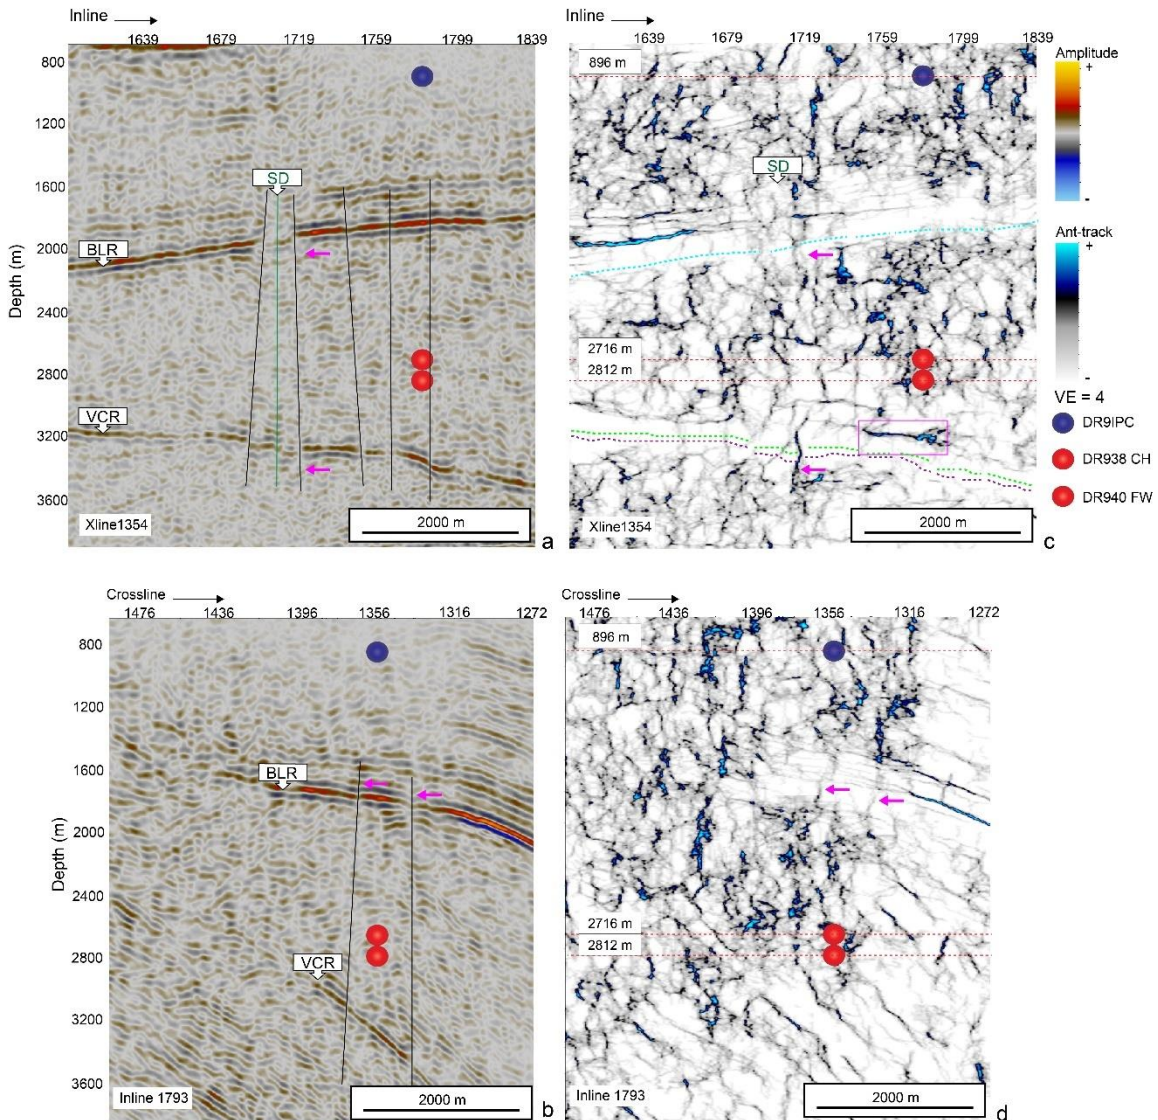 Inline
1639 1679 1719 1759 1799 1839
800
1200
1600
2000
2400
2800
3200
3600
Depth (m)
SD
BLR
VCR
Xline1354
2000 m
a
Inline
1639 1679 1719 1759 1799 1839
896 m
SD
2716 m
2812 m
Xline1354
2000 m
c
Amplitude
+
-
Ant-track
+
-
VE = 4
DR9IPC
DR938 CH
DR940 FW
Crossline
1476 1436 1396 1356 1316 1272
800
1200
1600
2000
2400
2800
3200
3600
Depth (m)
BLR
VCR
Inline 1793
2000 m
b
Crossline
1476 1436 1396 1356 1316 1272
896 m
2716 m
2812 m
Inline 1793
2000 m
d